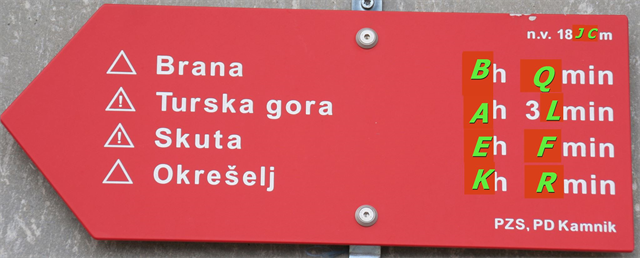 n.v. 18JCm
Brana Bh Qmin
Turska gora Ah 3Lmin
Skuta Eh Fmin
Okrešelj Kh Rmin
PZS, PD Kamnik